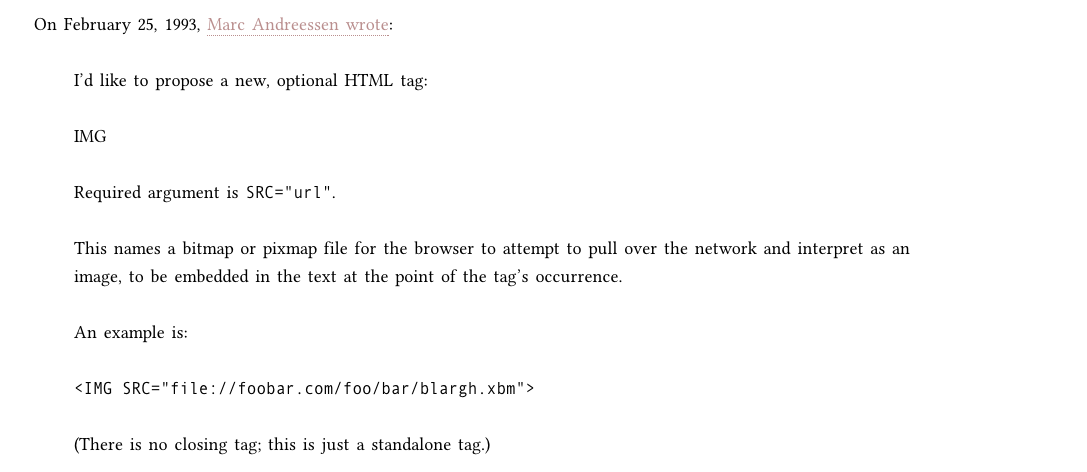 On February 25, 1993, Marc Andreessen wrote:
I’d like to propose a new, optional HTML tag:
IMG
Required argument is SRC="url".
This names a bitmap or pixmap file for the browser to attempt to pull over the network and interpret as an
image, to be embedded in the text at the point of the tag’s occurrence.
An example is:
<IMG SRC="file://foobar.com/foo/bar/blargh.xbm">
(There is no closing tag; this is just a standalone tag.)